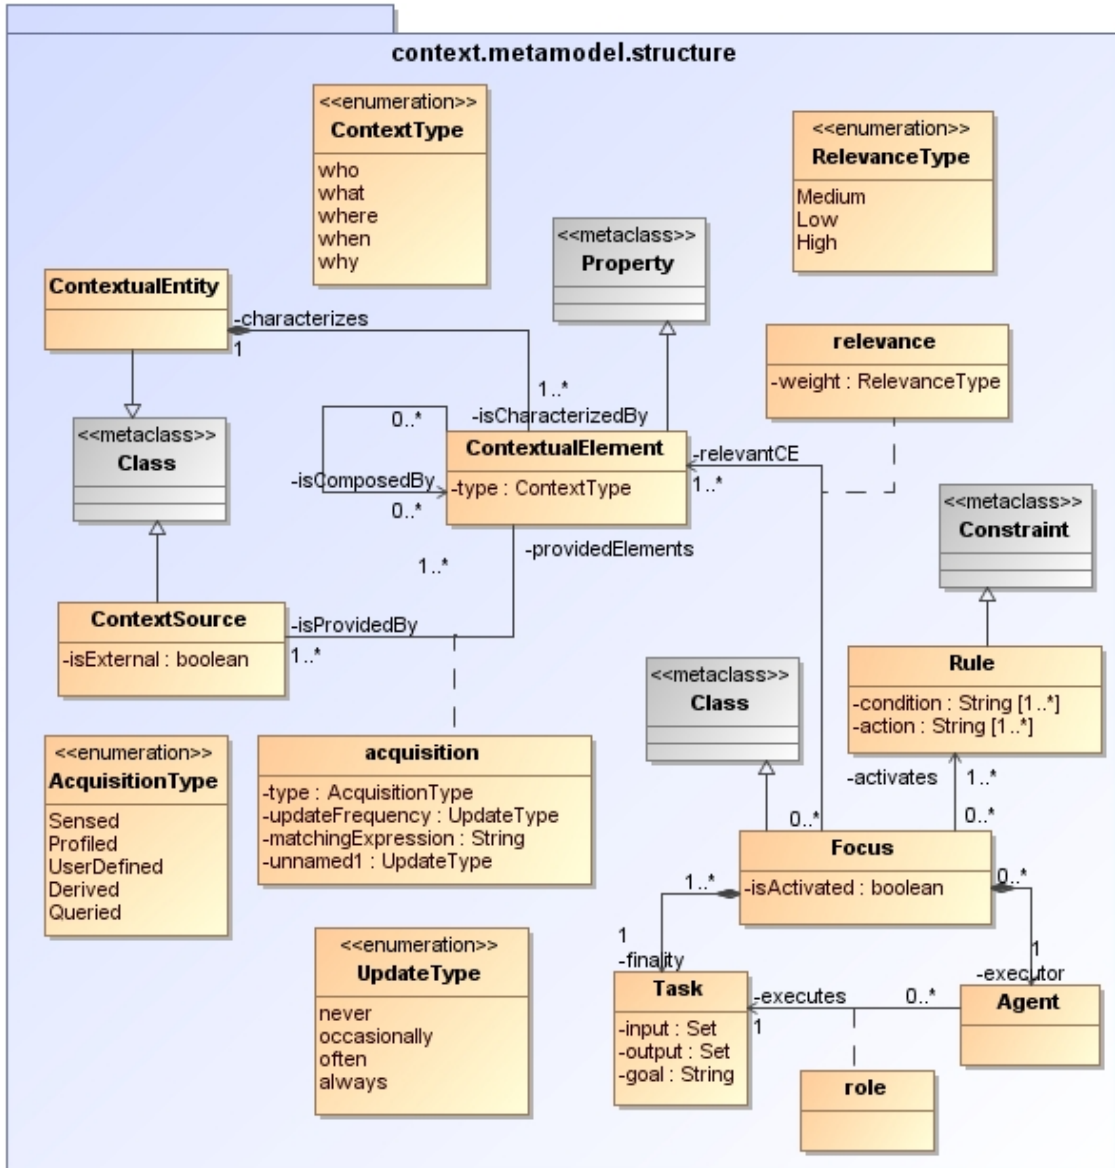 context.metamodel.structure
<<enumeration>>
ContextType
who
what
where
when
why
<<enumeration>>
RelevanceType
Medium
Low
High
<<metaclass>>
Property
ContextualEntity
-characterizes
1
1..*
-isCharacterizedBy
relevance
-weight : RelevanceType
<<metaclass>>
Class
0..*
-isComposedBy
0..*
ContextualElement
-type : ContextType
-relevantCE
1..*
<<metaclass>>
Constraint
1..*
-providedElements
ContextSource
-isExternal : boolean
-isProvidedBy
1..*
<<metaclass>>
Class
Rule
-condition : String [1..*]
-action : String [1..*]
<<enumeration>>
AcquisitionType
Sensed
Profiled
UserDefined
Derived
Queried
acquisition
-type : AcquisitionType
-updateFrequency : UpdateType
-matchingExpression : String
-unnamed1 : UpdateType
-activates
1..*
0..*
0..*
Focus
-isActivated : boolean
1..*
0..*
<<enumeration>>
UpdateType
never
occasionally
often
always
1
-finality
1
-executor
Task
-input : Set
-output : Set
-goal : String
-executes
1
0..*
Agent
role